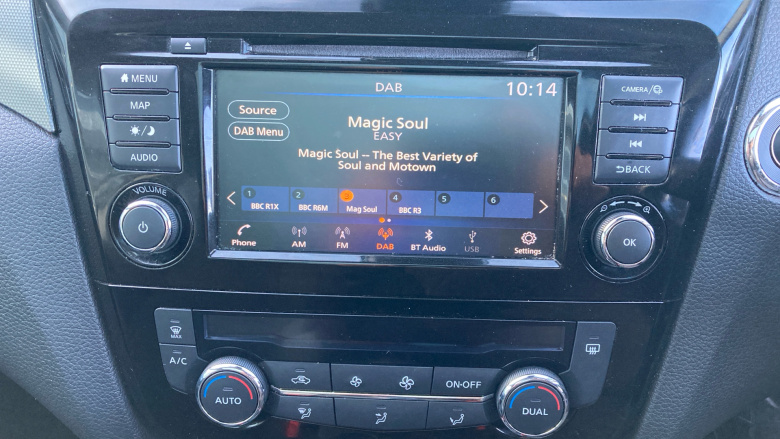 MENU
MAP
AUDIO
VOLUME
DAB
10:14
Source
DAB Menu
Magic Soul
EASY
Magic Soul -- The Best Variety of
Soul and Motown
1 BBC R1X
2 BBC R6M
3 Mag Soul
4 BBC R3
5
6
Phone
AM
FM
DAB
BT Audio
USB
Settings
CAMERA/
BACK
OK
MAX
A/C
AUTO
ON·OFF
DUAL